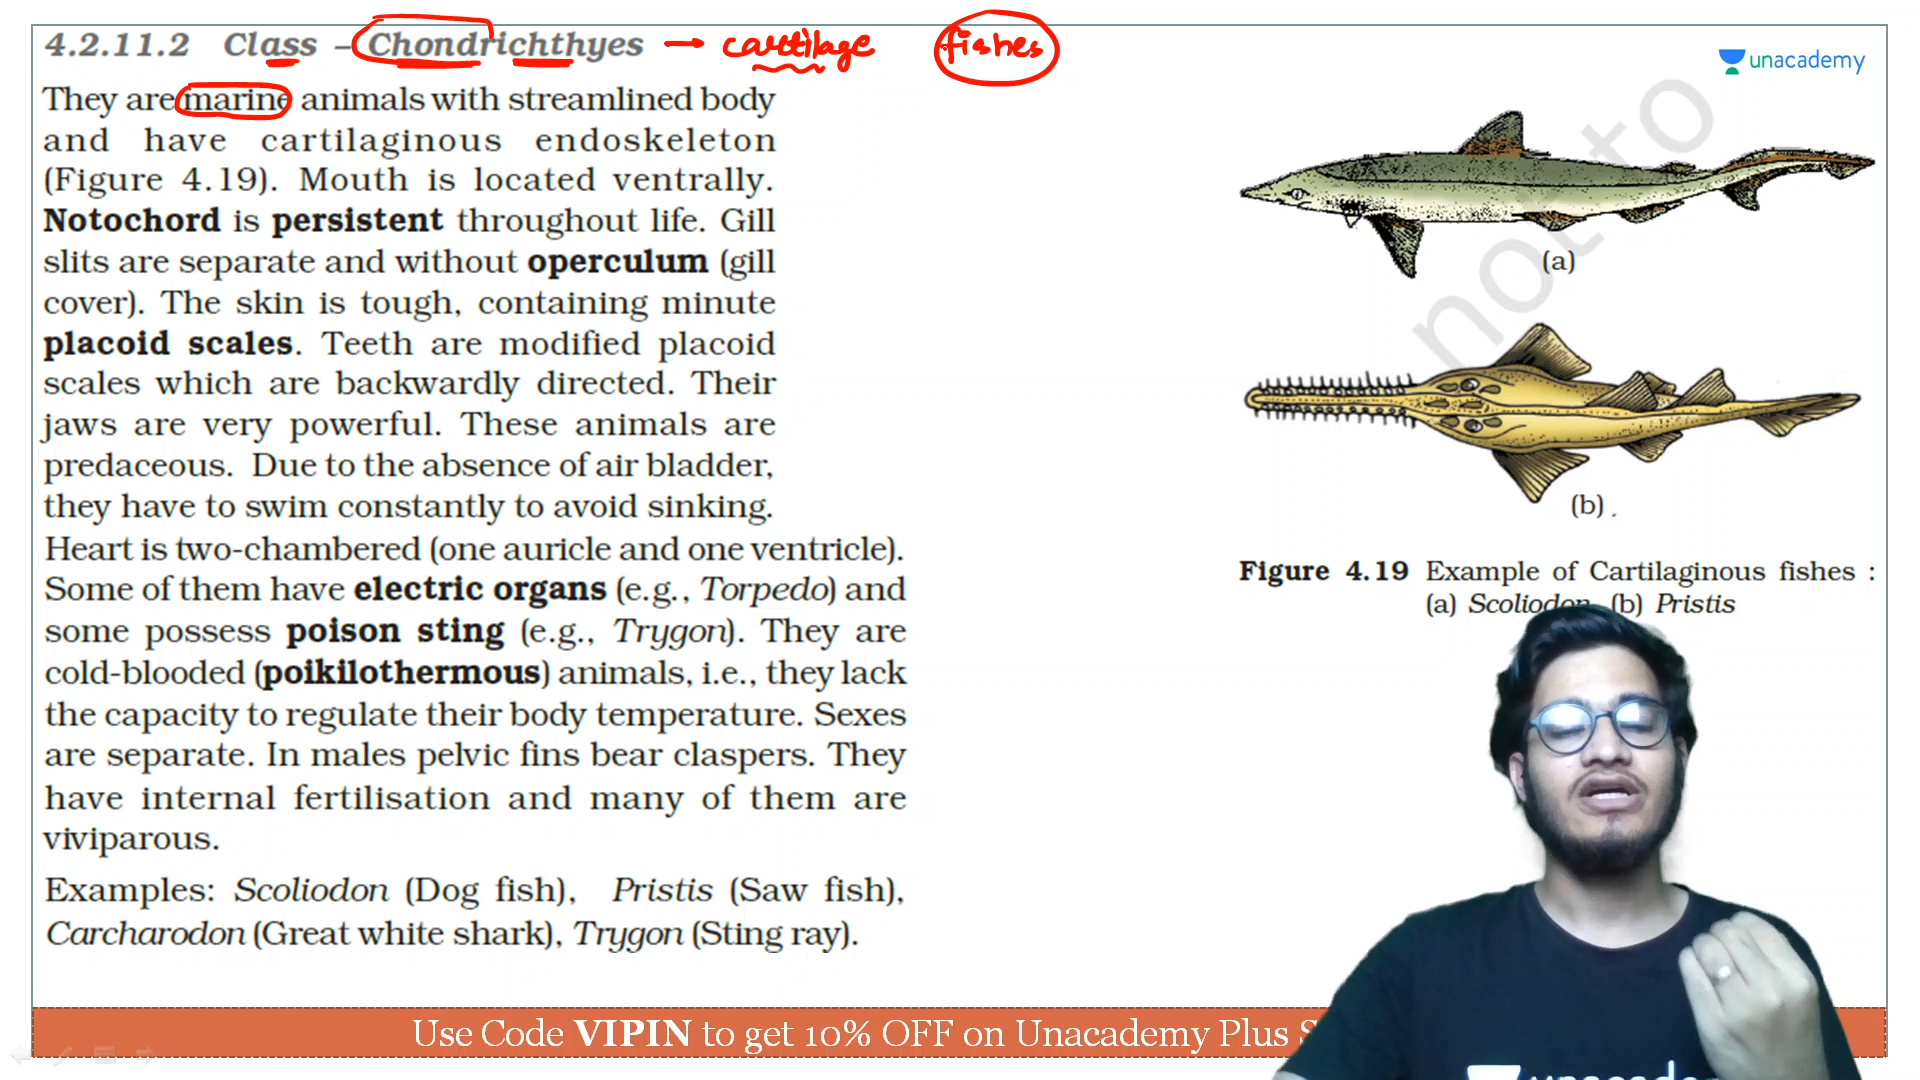 4.2.11.2 Class – Chondrichthyes → cartilage fishes
unacademy
They are marine animals with streamlined body
and have cartilaginous endoskeleton
(Figure 4.19). Mouth is located ventrally.
Notochord is persistent throughout life. Gill
slits are separate and without operculum (gill
cover). The skin is tough, containing minute
placoid scales. Teeth are modified placoid
scales which are backwardly directed. Their
jaws are very powerful. These animals are
predaceous. Due to the absence of air bladder,
they have to swim constantly to avoid sinking.
Heart is two-chambered (one auricle and one ventricle).
Some of them have electric organs (e.g., Torpedo) and
some possess poison sting (e.g., Trygon). They are
cold-blooded (poikilothermous) animals, i.e., they lack
the capacity to regulate their body temperature. Sexes
are separate. In males pelvic fins bear claspers. They
have internal fertilisation and many of them are
viviparous.
Examples: Scoliodon (Dog fish), Pristis (Saw fish),
Carcharodon (Great white shark), Trygon (Sting ray).
not to
(a)
(b)
Figure 4.19 Example of Cartilaginous fishes :
(a) Scoliodon (b) Pristis
Use Code VIPIN to get 10% OFF on Unacademy Plus S